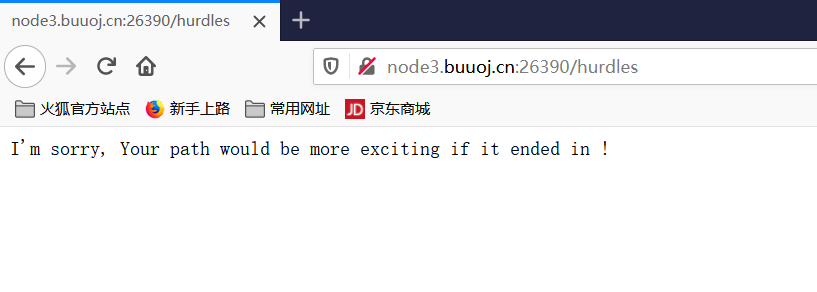 node3.buuoj.cn:26390/hurdles
node3.buuoj.cn:26390/hurdles
火狐官方站点 新手上路 常用网址 JD 京东商城
I'm sorry, Your path would be more exciting if it ended in !